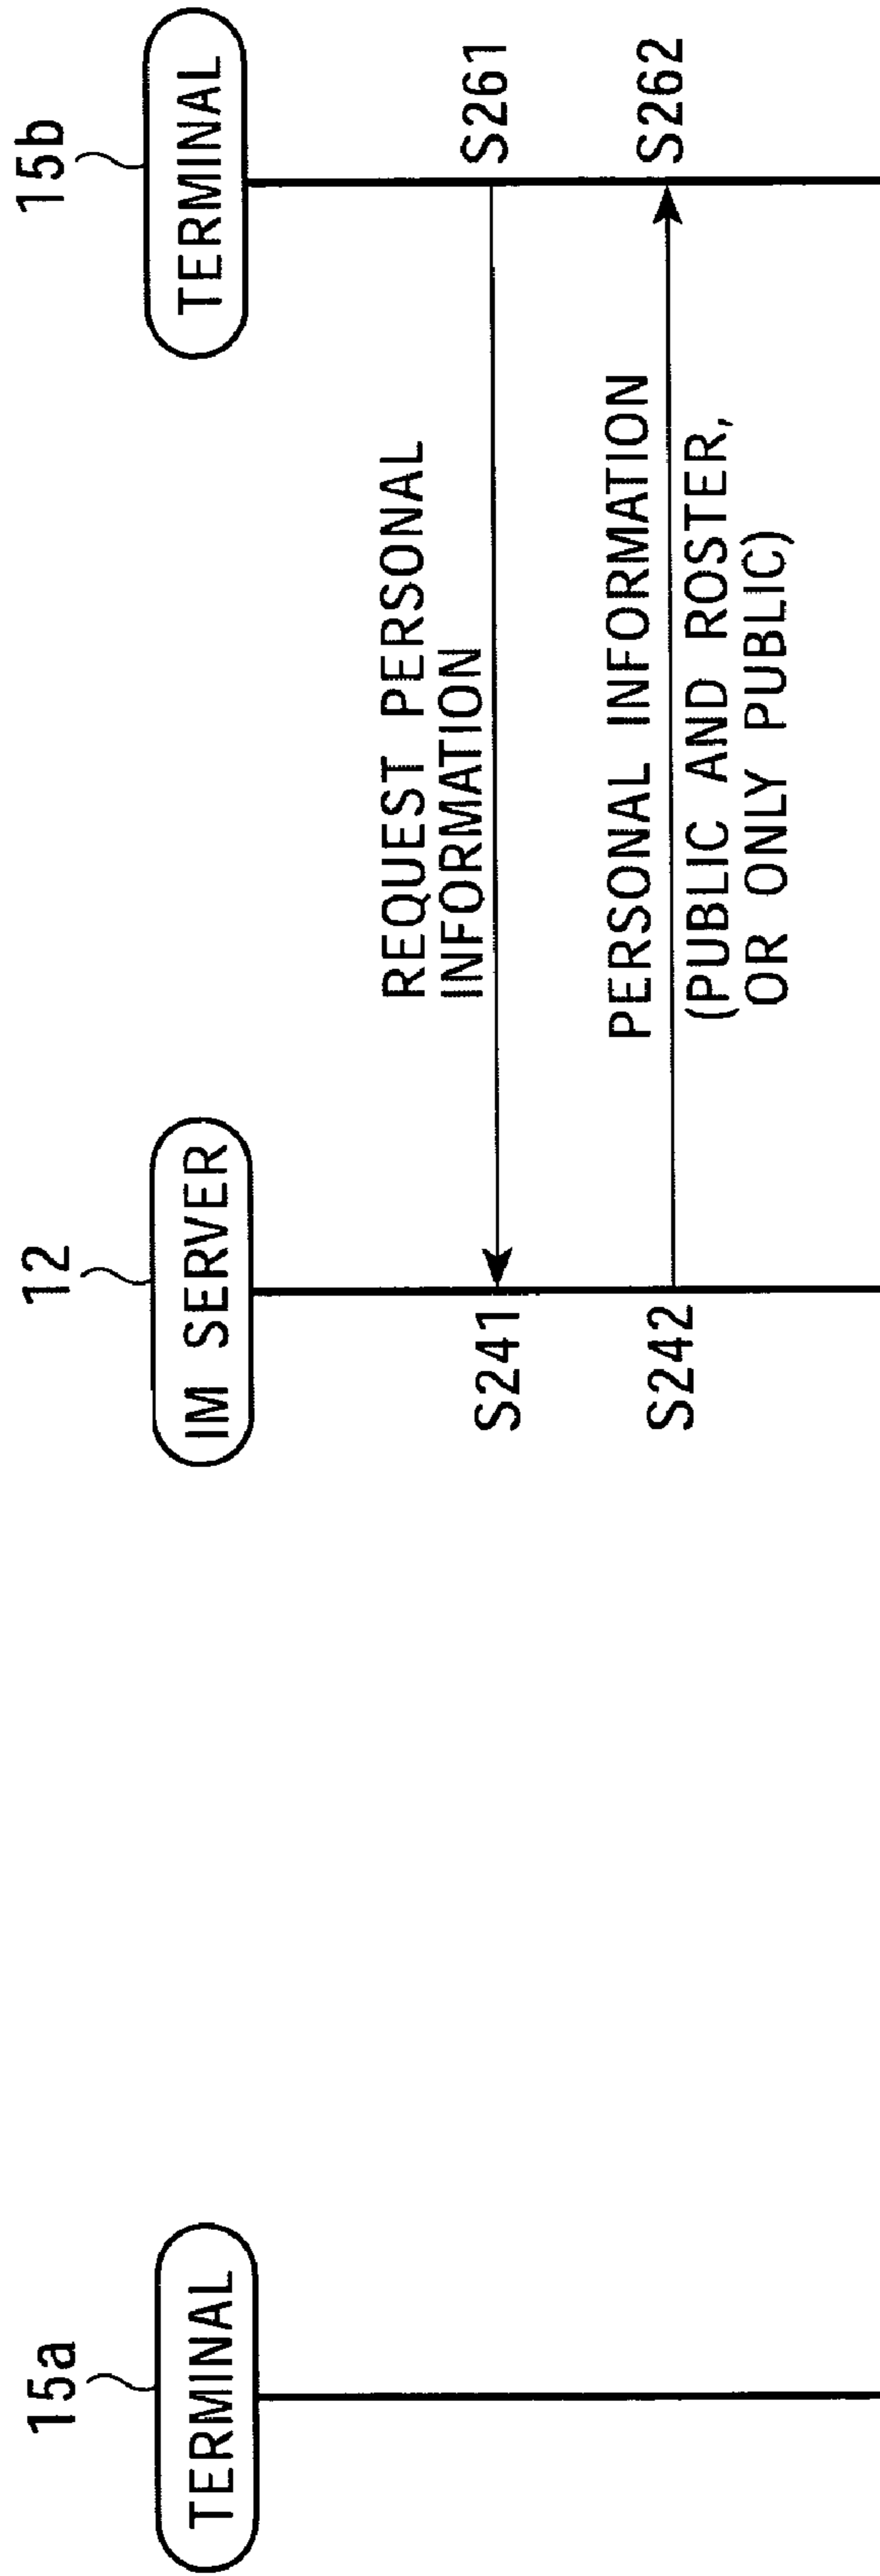 15a
TERMINAL
12
IM SERVER
15b
TERMINAL
REQUEST PERSONAL
INFORMATION
S241
S261
PERSONAL INFORMATION
S242
S262
(PUBLIC AND ROSTER,
OR ONLY PUBLIC)